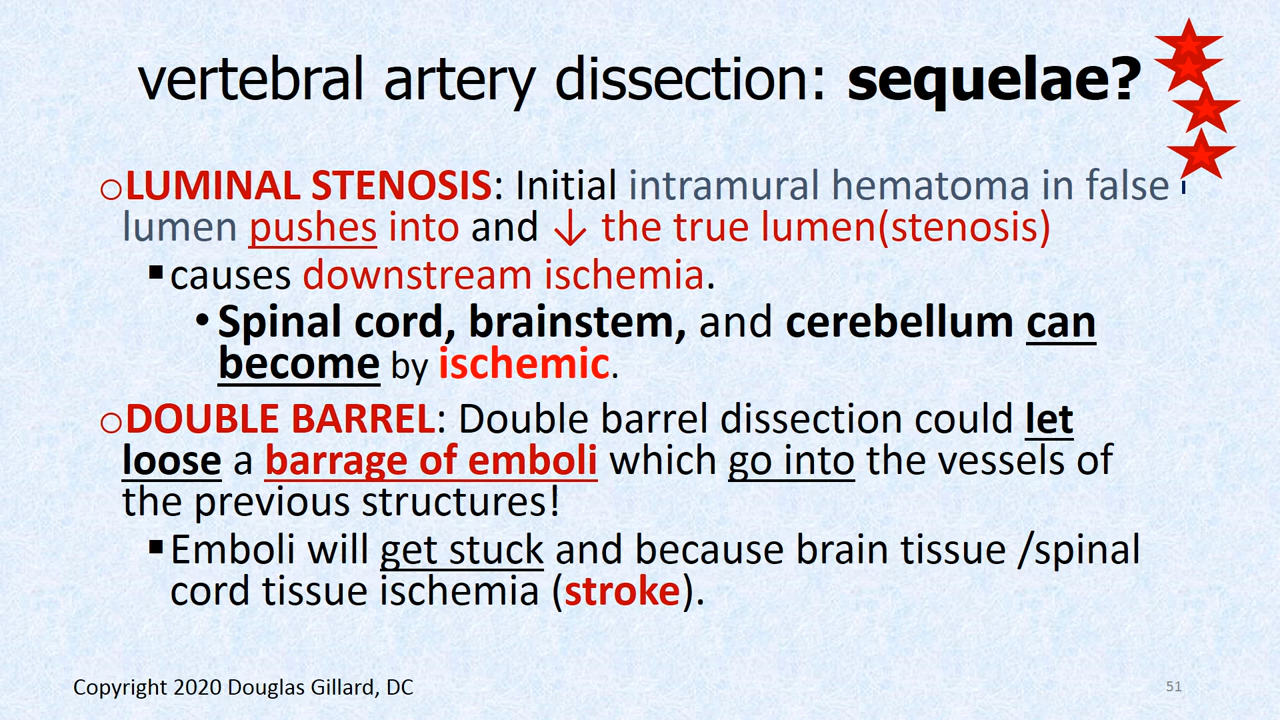 vertebral artery dissection: sequelae?
oLUMINAL STENOSIS: Initial intramural hematoma in false
lumen pushes into and ↓ the true lumen(stenosis)
▪causes downstream ischemia.
•Spinal cord, brainstem, and cerebellum can
become by ischemic.
oDOUBLE BARREL: Double barrel dissection could let
loose a barrage of emboli which go into the vessels of
the previous structures!
▪Emboli will get stuck and because brain tissue /spinal
cord tissue ischemia (stroke).
Copyright 2020 Douglas Gillard, DC
51